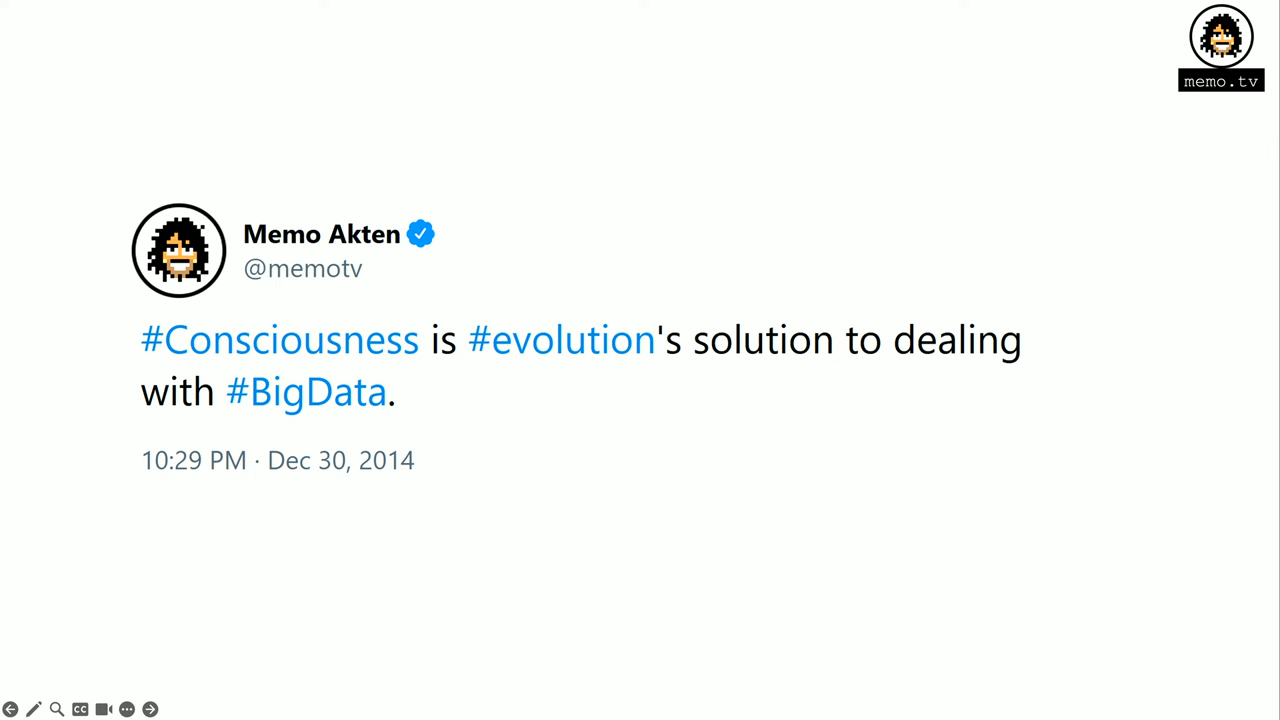 memo.tv
Memo Akten
@memotv
#Consciousness is #evolution's solution to dealing
with #BigData.
10:29 PM · Dec 30, 2014
CC